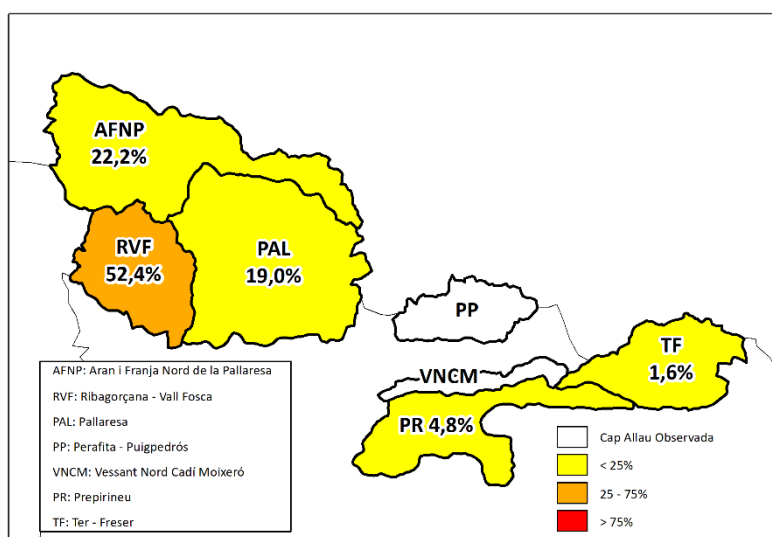 AFNP
22,2%
RVF
52,4%
PAL
19,0%
PP
TF
1,6%
VNCM
PR 4,8%
AFNP: Aran i Franja Nord de la Pallaresa
RVF: Ribagorçana - Vall Fosca
PAL: Pallaresa
PP: Perafita - Puigpedrós
VNCM: Vessant Nord Cadí Moixeró
PR: Prepirineu
TF: Ter - Freser
Cap Allau Observada
< 25%
25 - 75%
> 75%